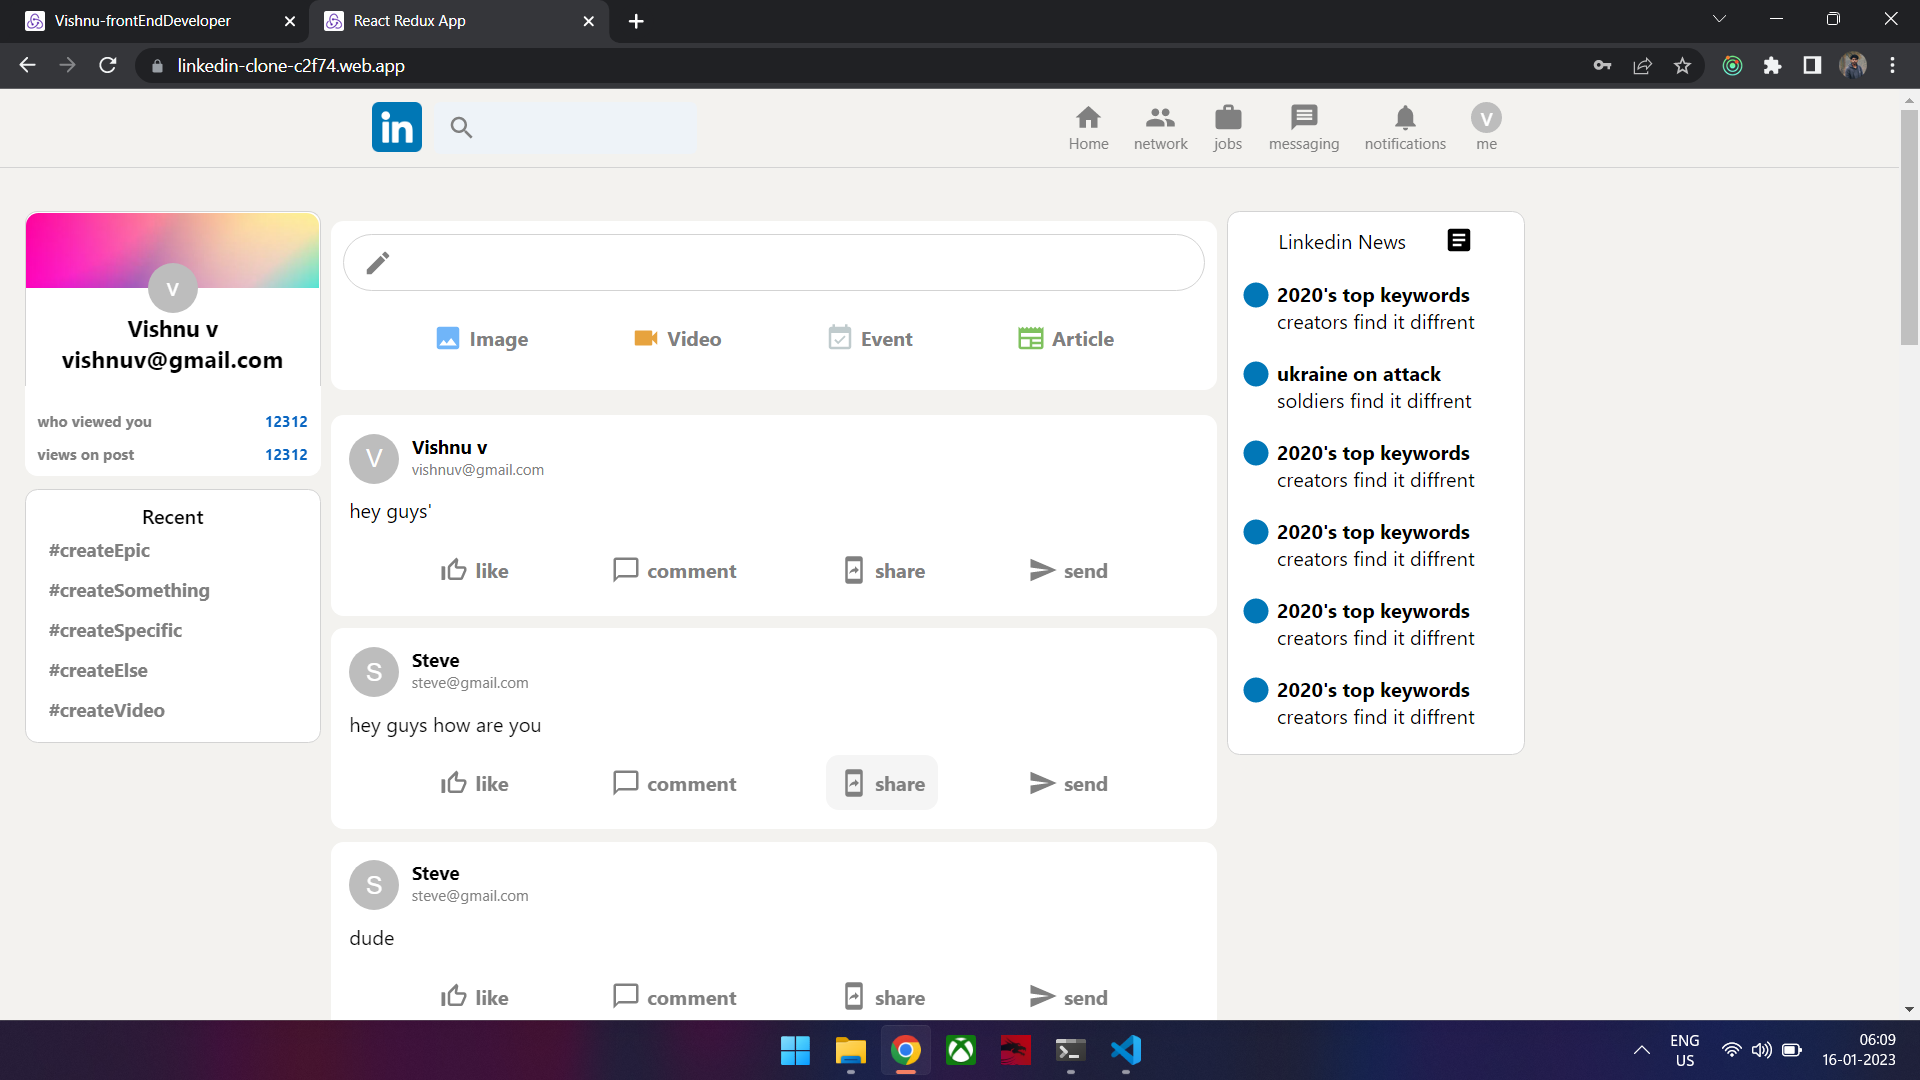 Vishnu-frontEndDeveloper
React Redux App
linkedin-clone-c2f74.web.app
in
Home
network
jobs
messaging
notifications
V
me
V
Vishnu v
vishnuv@gmail.com
who viewed you 12312
views on post 12312
Recent
#createEpic
#createSomething
#createSpecific
#createElse
#createVideo
Image Video Event Article
V
Vishnu v
vishnuv@gmail.com
hey guys'
like comment share send
S
Steve
steve@gmail.com
hey guys how are you
like comment share send
S
Steve
steve@gmail.com
dude
like comment share send
Linkedin News
2020's top keywords
creators find it diffrent
ukraine on attack
soldiers find it diffrent
2020's top keywords
creators find it diffrent
2020's top keywords
creators find it diffrent
2020's top keywords
creators find it diffrent
2020's top keywords
creators find it diffrent
ENG
US
06:09
16-01-2023